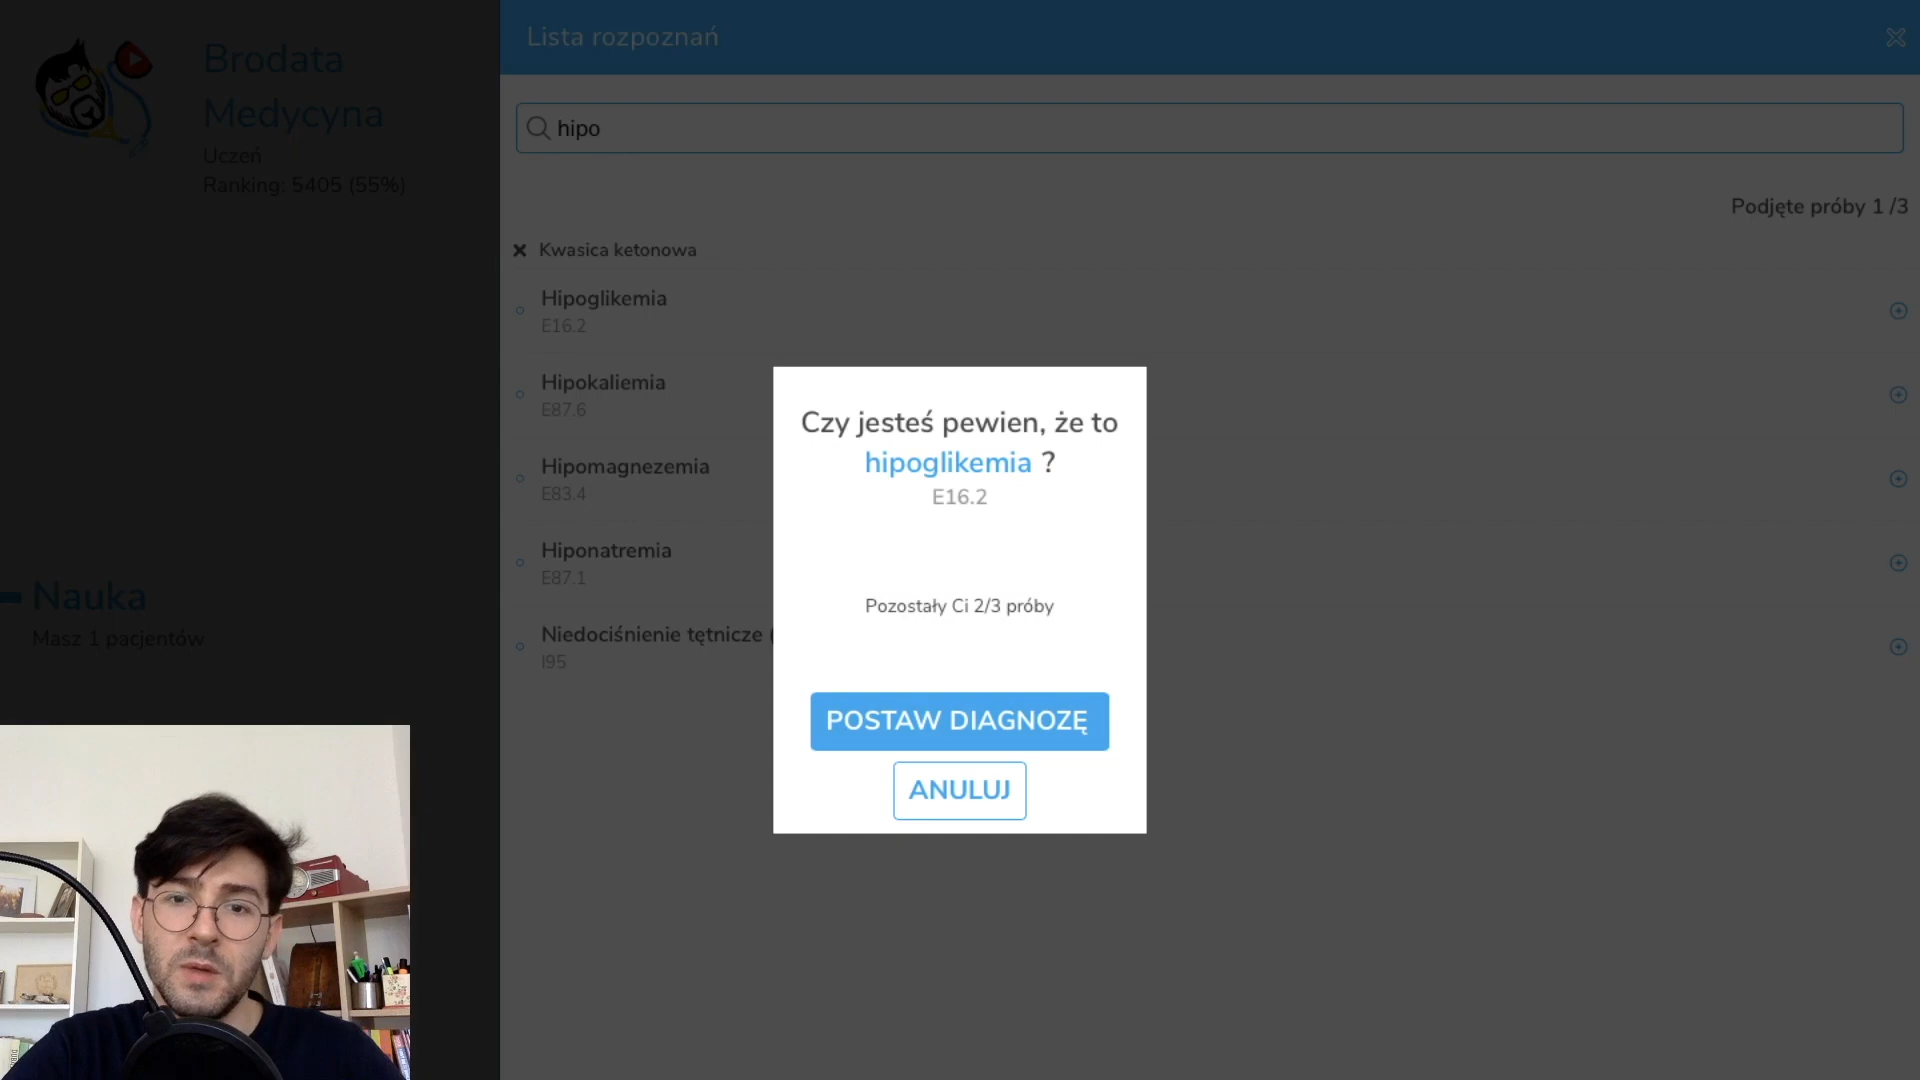 Brodata
Medycyna
Uczeń
Ranking: 5405 (55%)
Nauka
Masz 1 pacjentów
Lista rozpoznań
hipo
Podjęte próby 1 /3
Kwasica ketonowa
Hipoglikemia
E16.2
Hipokaliemia
E87.6
Hipomagnezemia
E83.4
Hiponatremia
E87.1
Niedociśnienie tętnicze (
I95
Czy jesteś pewien, że to
hipoglikemia ?
E16.2
Pozostały Ci 2/3 próby
POSTAW DIAGNOZĘ
ANULUJ